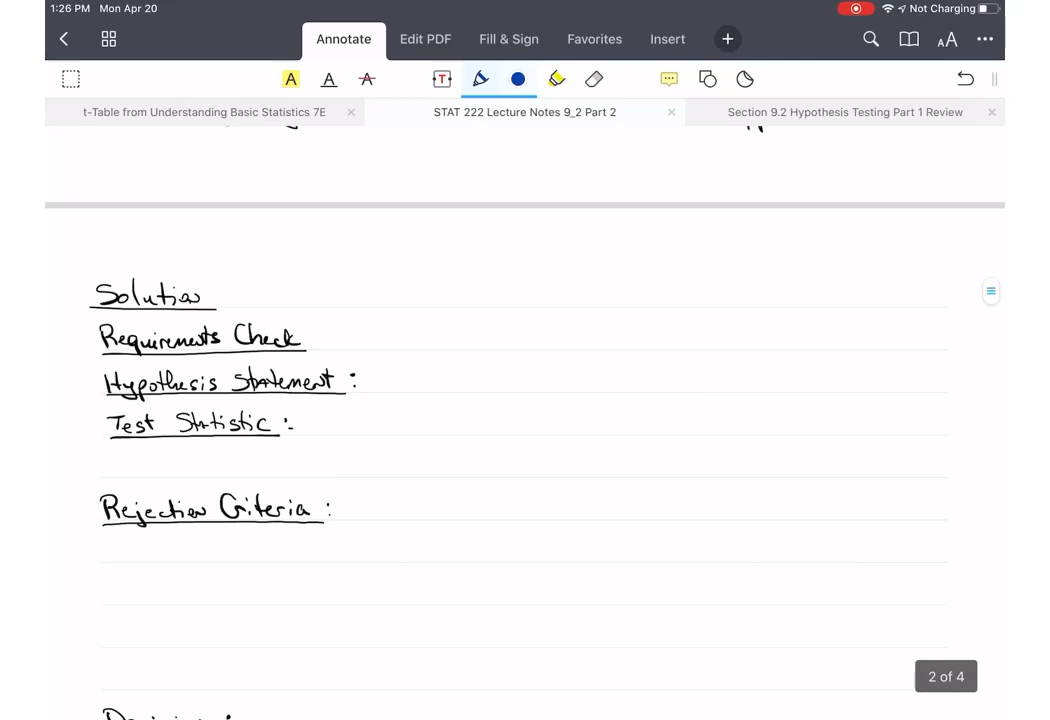 1:26 PM Mon Apr 20 Not Charging
Annotate Edit PDF Fill & Sign Favorites Insert
A A A T
t-Table from Understanding Basic Statistics 7E STAT 222 Lecture Notes 9_2 Part 2 Section 9.2 Hypothesis Testing Part 1 Review
Solution
Requirements Check
Hypothesis Statement :
Test Statistic :
Rejection Criteria :
2 of 4